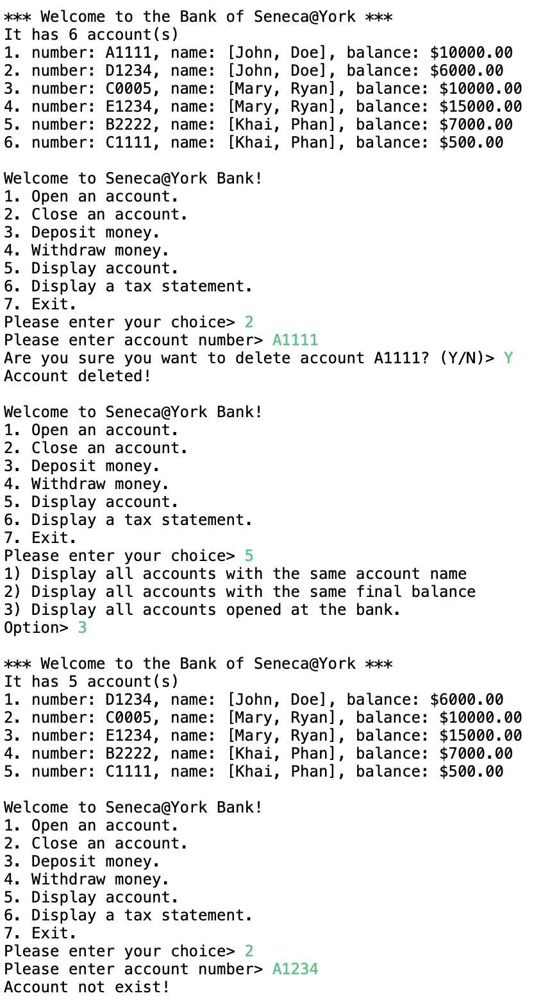 *** Welcome to the Bank of Seneca@York ***
It has 6 account(s)
1. number: A1111, name: [John, Doe], balance: $10000.00
2. number: D1234, name: [John, Doe], balance: $6000.00
3. number: C0005, name: [Mary, Ryan], balance: $10000.00
4. number: E1234, name: [Mary, Ryan], balance: $15000.00
5. number: B2222, name: [Khai, Phan], balance: $7000.00
6. number: C1111, name: [Khai, Phan], balance: $500.00

Welcome to Seneca@York Bank!
1. Open an account.
2. Close an account.
3. Deposit money.
4. Withdraw money.
5. Display account.
6. Display a tax statement.
7. Exit.
Please enter your choice> 2
Please enter account number> A1111
Are you sure you want to delete account A1111? (Y/N)> Y
Account deleted!

Welcome to Seneca@York Bank!
1. Open an account.
2. Close an account.
3. Deposit money.
4. Withdraw money.
5. Display account.
6. Display a tax statement.
7. Exit.
Please enter your choice> 5
1) Display all accounts with the same account name
2) Display all accounts with the same final balance
3) Display all accounts opened at the bank.
Option> 3

*** Welcome to the Bank of Seneca@York ***
It has 5 account(s)
1. number: D1234, name: [John, Doe], balance: $6000.00
2. number: C0005, name: [Mary, Ryan], balance: $10000.00
3. number: E1234, name: [Mary, Ryan], balance: $15000.00
4. number: B2222, name: [Khai, Phan], balance: $7000.00
5. number: C1111, name: [Khai, Phan], balance: $500.00

Welcome to Seneca@York Bank!
1. Open an account.
2. Close an account.
3. Deposit money.
4. Withdraw money.
5. Display account.
6. Display a tax statement.
7. Exit.
Please enter your choice> 2
Please enter account number> A1234
Account not exist!